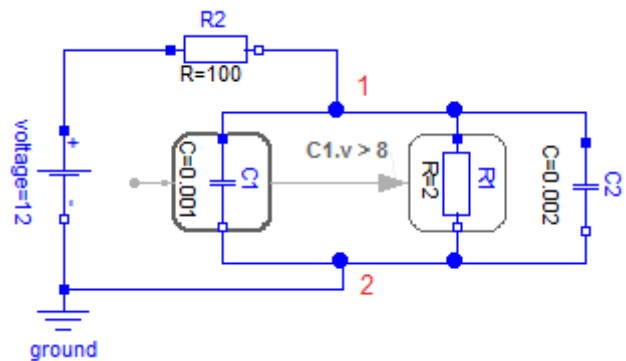 R2
R=100
1
voltage=12
+
-
C=0.001
C1
C1.v > 8
R=2
R1
C=0.002
C2
2
ground